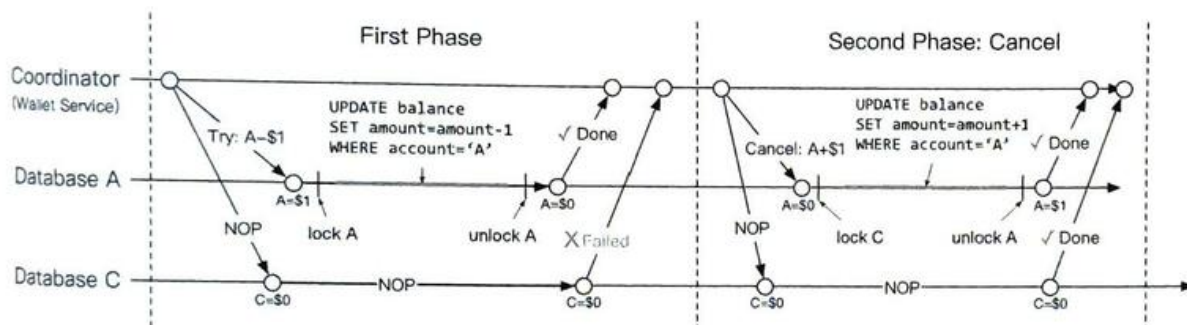 First Phase
Second Phase: Cancel
Coordinator
(Wallet Service)
UPDATE balance
SET amount=amount-1
WHERE account='A'
Try: A-$1
✓ Done
UPDATE balance
SET amount=amount+1
WHERE account='A'
Cancel: A+$1
✓ Done
Database A
A=$1
A=$0
A=$0
A=$1
NOP
lock A
unlock A
X Failed
NOP
lock C
unlock A
✓ Done
Database C
NOP
NOP
C=$0
C=$0
C=$0
C=$0